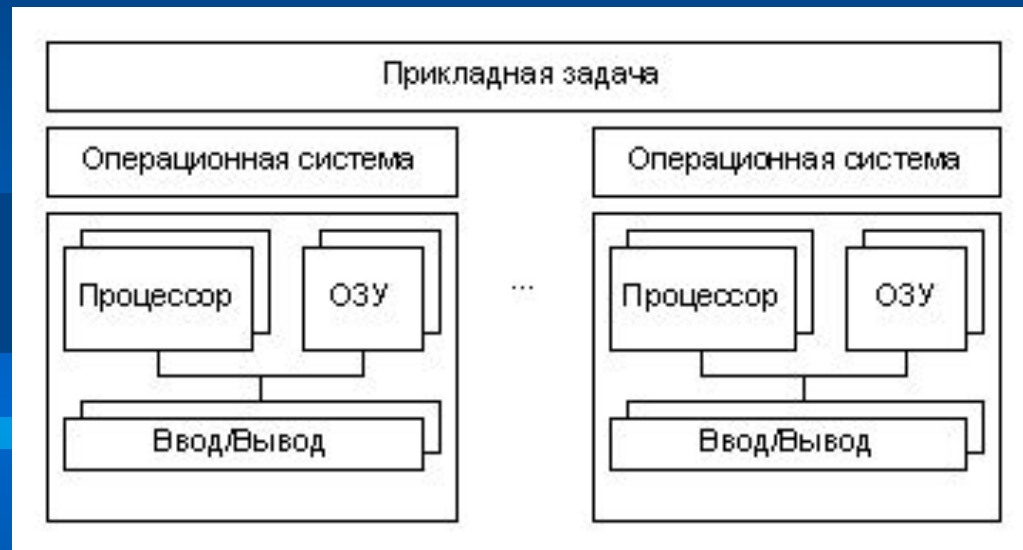 Прикладная задача
Операционная система
Операционная система
Процессор
ОЗУ
...
Процессор
ОЗУ
Ввод/Вывод
Ввод/Вывод